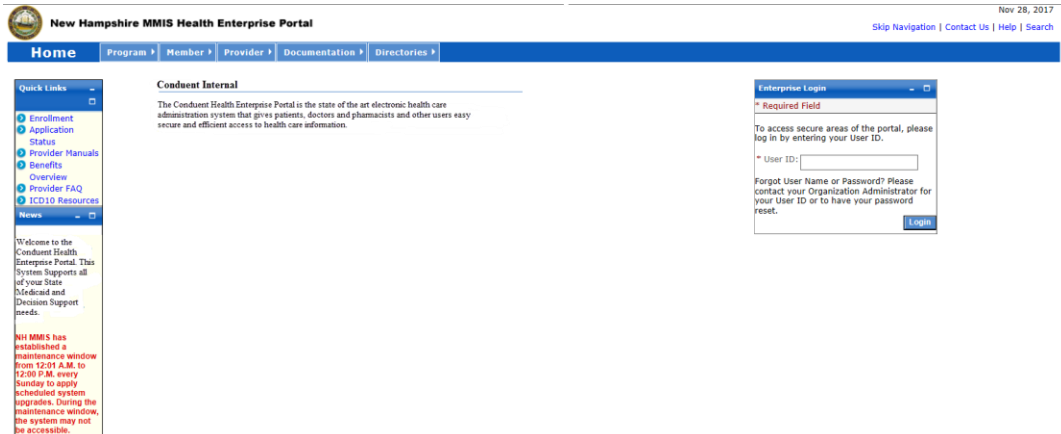 Nov 28, 2017
New Hampshire MMIS Health Enterprise Portal
Skip Navigation | Contact Us | Help | Search
Home Program Member Provider Documentation Directories
Quick Links
Enrollment
Application
Status
Provider Manuals
Benefits
Overview
Provider FAQ
ICD10 Resources
News
Welcome to the
Conduent Health
Enterprise Portal. This
System Supports all
of your State
Medicaid and
Decision Support
needs.
NH MMIS has
established a
maintenance window
from 12:01 A.M. to
12:00 P.M. every
Sunday to apply
scheduled system
upgrades. During the
maintenance window,
the system may not
be accessible.
Conduent Internal
The Conduent Health Enterprise Portal is the state of the art electronic health care
administration system that gives patients, doctors and pharmacists and other users easy
secure and efficient access to health care information.
Enterprise Login
* Required Field
To access secure areas of the portal, please
log in by entering your User ID.
* User ID:
Forgot User Name or Password? Please
contact your Organization Administrator for
your User ID or to have your password
reset.
Login